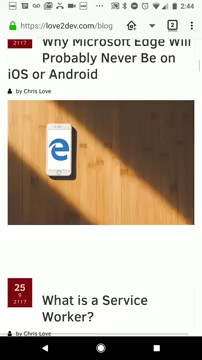 2:44
https://love2dev.com/blog
2
2117
Why Microsoft Edge Will
Probably Never Be on
iOS or Android
by Chris Love
25
9
2117
What is a Service
Worker?
by Chris Love